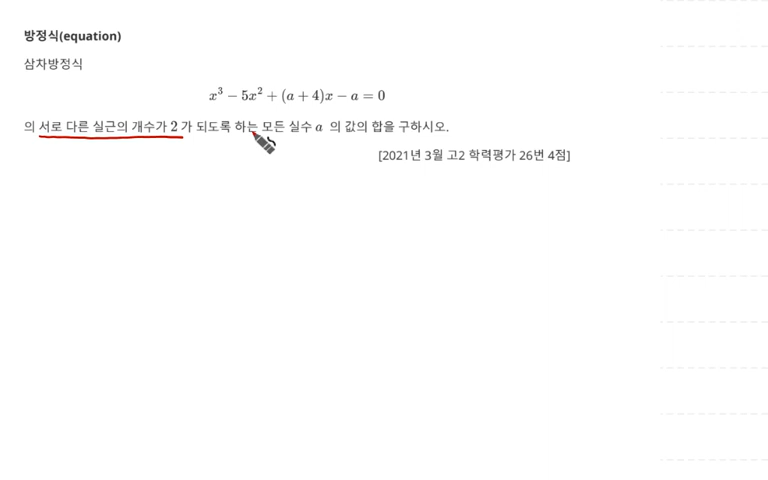 방정식(equation)
삼차방정식
x³ − 5x² + (a + 4)x − a = 0
의 서로 다른 실근의 개수가 2 가 되도록 하는 모든 실수 a 의 값의 합을 구하시오.
[2021년 3월 고2 학력평가 26번 4점]